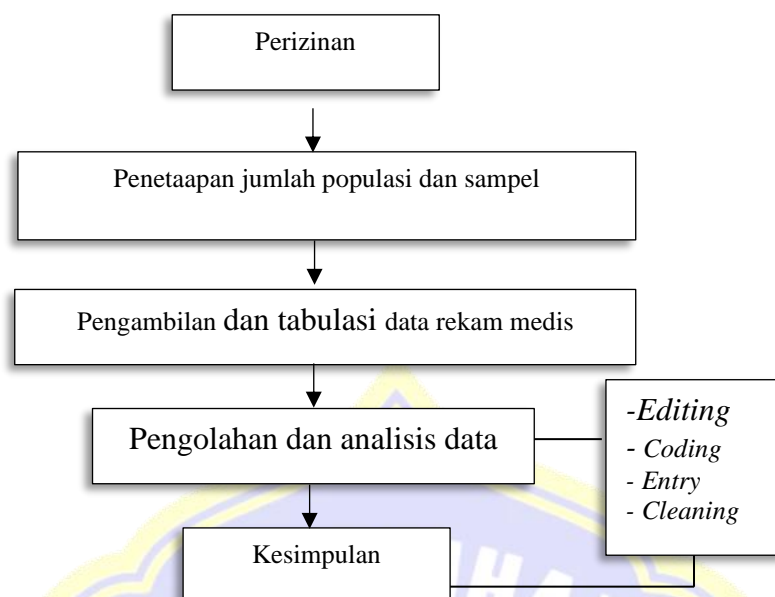 Perizinan
Penetaapan jumlah populasi dan sampel
Pengambilan dan tabulasi data rekam medis
Pengolahan dan analisis data
-Editing
- Coding
- Entry
- Cleaning
Kesimpulan